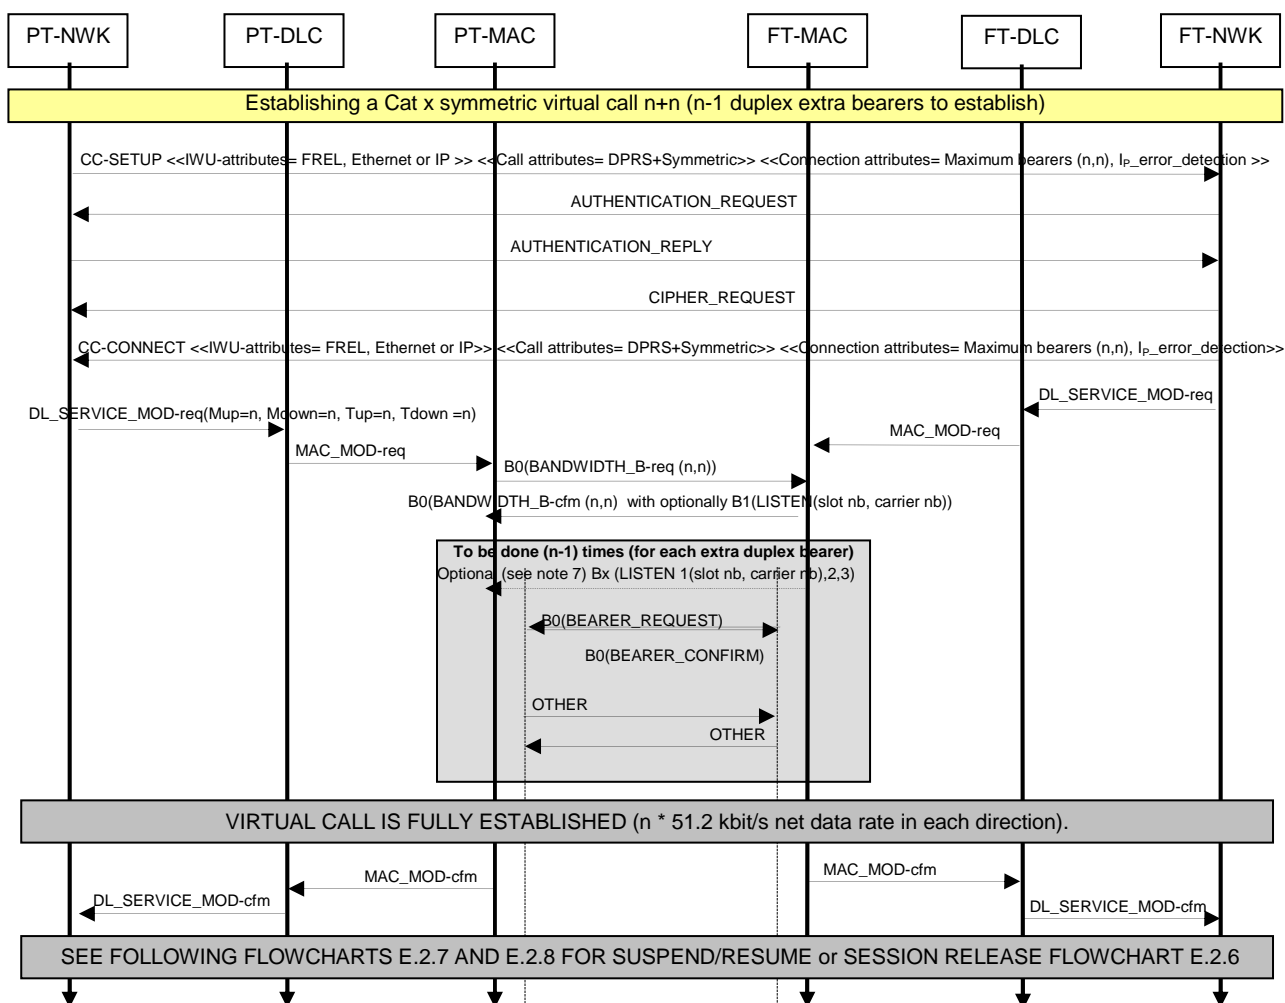 PT-NWK PT-DLC PT-MAC FT-MAC FT-DLC FT-NWK
Establishing a Cat x symmetric virtual call n+n (n-1 duplex extra bearers to establish)
CC-SETUP <<IWU-attributes= FREL, Ethernet or IP >> <<Call attributes= DPRS+Symmetric>> <<Connection attributes= Maximum bearers (n,n), IP_error_detection >>
AUTHENTICATION_REQUEST
AUTHENTICATION_REPLY
CIPHER_REQUEST
CC-CONNECT <<IWU-attributes= FREL, Ethernet or IP>> <<Call attributes= DPRS+Symmetric>> <<Connection attributes= Maximum bearers (n,n), IP_error_detection>>
DL_SERVICE_MOD-req
DL_SERVICE_MOD-req(Mup=n, Mdown=n, Tup=n, Tdown =n)
MAC_MOD-req
MAC_MOD-req
B0(BANDWIDTH_B-req (n,n))
B0(BANDWIDTH_B-cfm (n,n) with optionally B1(LISTEN(slot nb, carrier nb))
To be done (n-1) times (for each extra duplex bearer)
Optional (see note 7) Bx (LISTEN 1(slot nb, carrier nb),2,3)
B0(BEARER_REQUEST)
B0(BEARER_CONFIRM)
OTHER
OTHER
VIRTUAL CALL IS FULLY ESTABLISHED (n * 51.2 kbit/s net data rate in each direction).
MAC_MOD-cfm
MAC_MOD-cfm
DL_SERVICE_MOD-cfm
DL_SERVICE_MOD-cfm
SEE FOLLOWING FLOWCHARTS E.2.7 AND E.2.8 FOR SUSPEND/RESUME or SESSION RELEASE FLOWCHART E.2.6